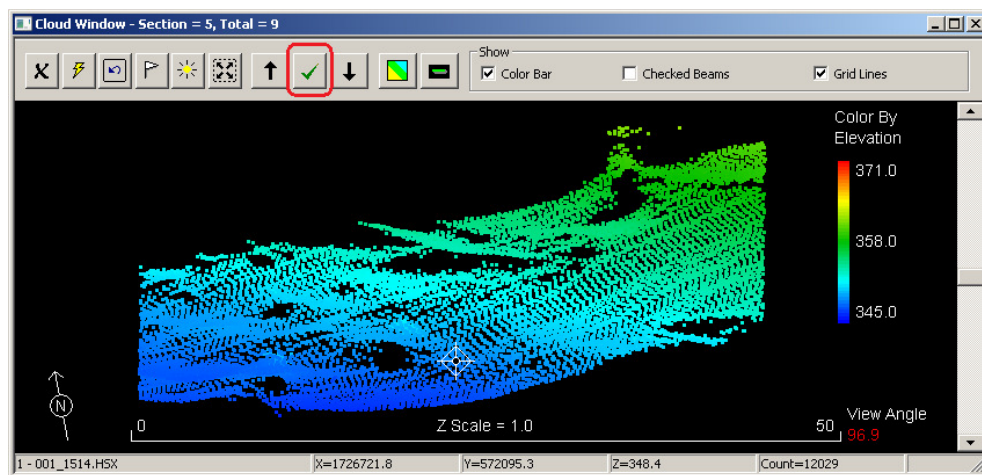 Cloud Window - Section = 5, Total = 9
Show
Color Bar
Checked Beams
Grid Lines
Color By
Elevation
371.0
358.0
345.0
N
0
Z Scale = 1.0
50
View Angle
96.9
1 - 001_1514.HSX
X=1726721.8
Y=572095.3
Z=348.4
Count=12029